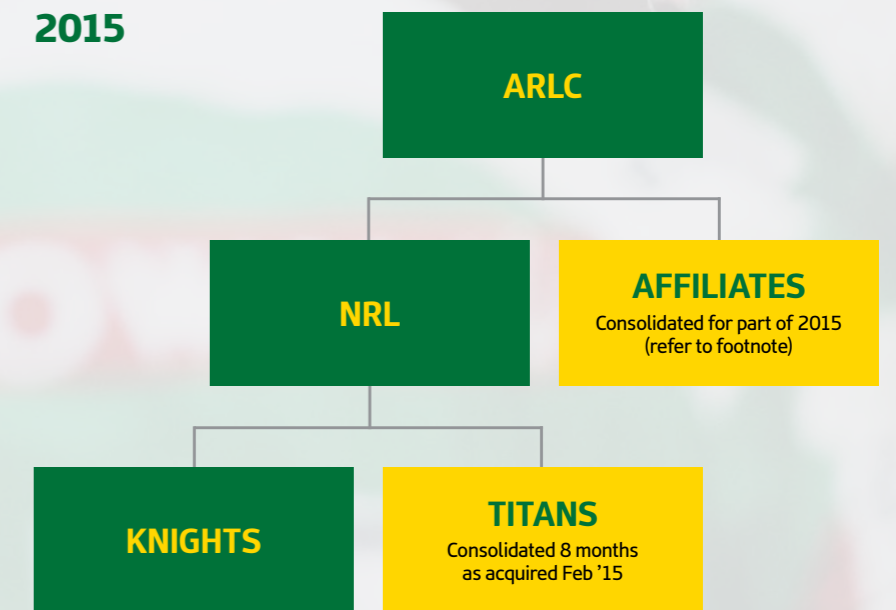 2015
ARLC
NRL
AFFILIATES
Consolidated for part of 2015
(refer to footnote)
KNIGHTS
TITANS
Consolidated 8 months
as acquired Feb ’15